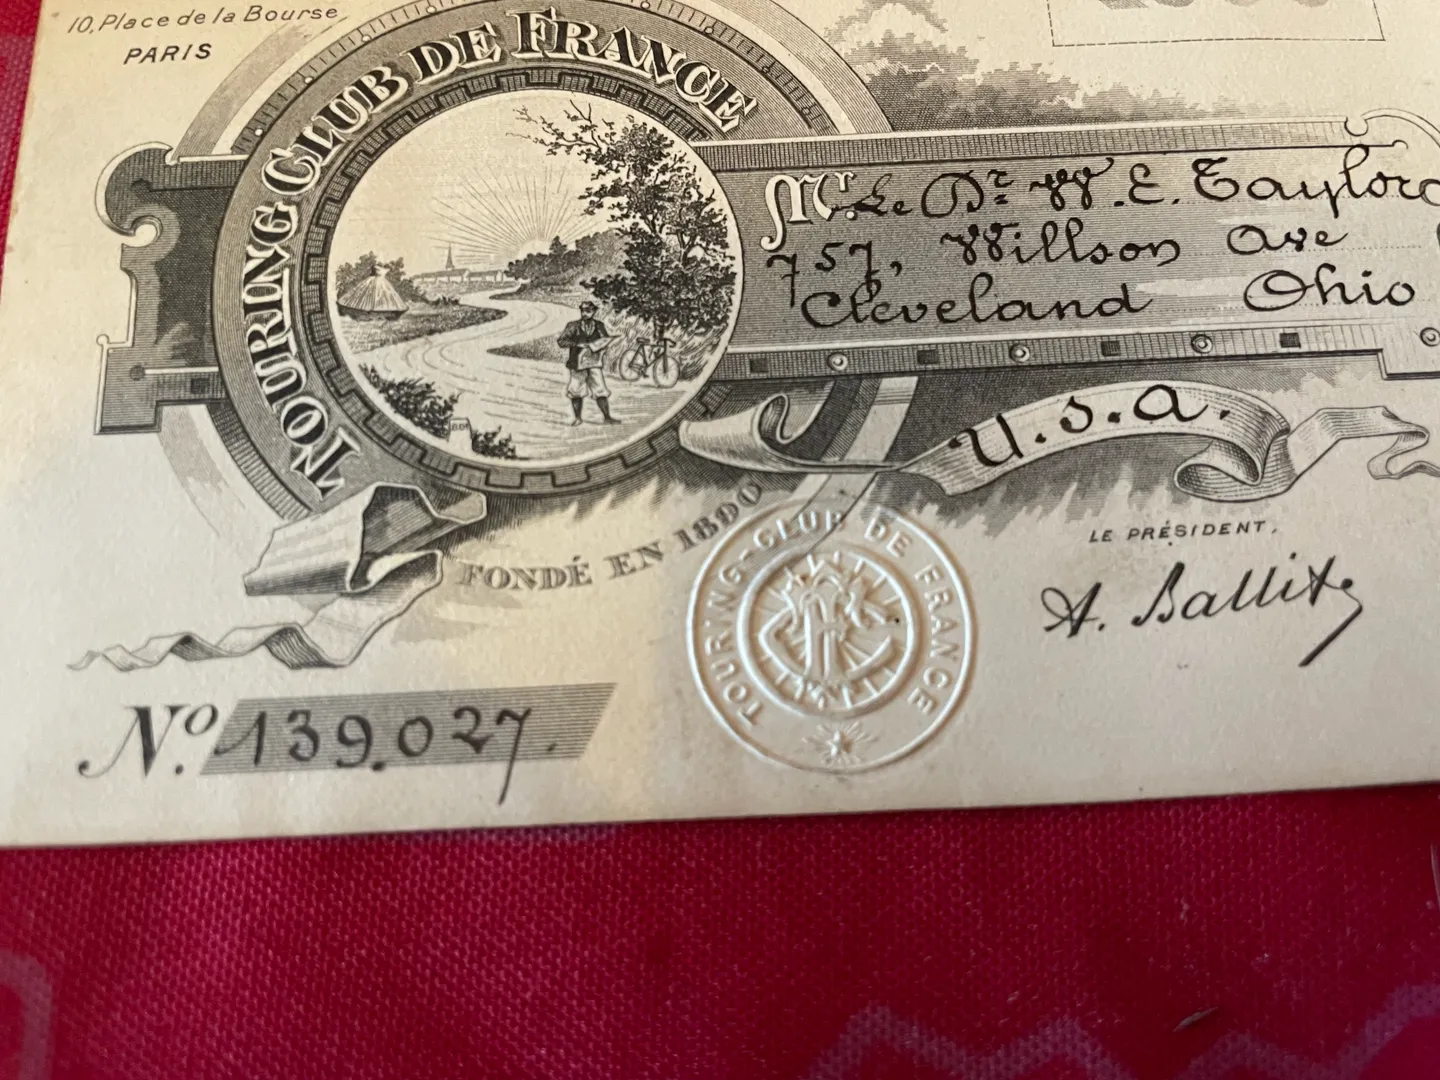 10, Place de la Bourse
PARIS
TOURING CLUB DE FRANCE
Mr. Le Dr W. E. Taylor
757, Willson Ave
Cleveland Ohio
U.S.A.
FONDÉ EN 1890
TOURING-CLUB DE FRANCE
LE PRÉSIDENT.
A. Ballif
No. 139.027.